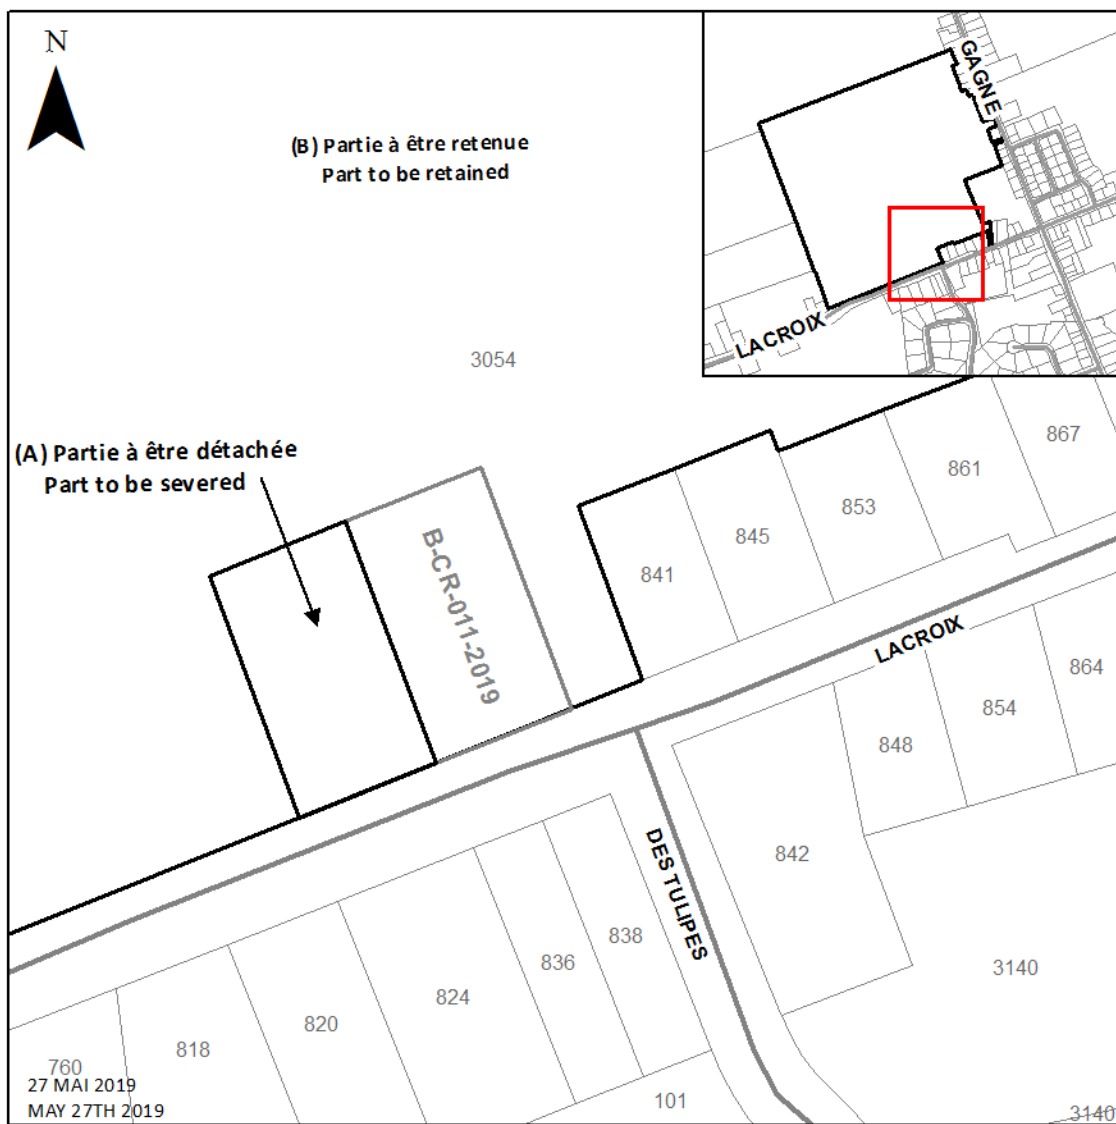 N
(B) Partie à être retenue
Part to be retained
GAGNE
LACROIX
3054
(A) Partie à être détachée
Part to be severed
B-CR-011-2019
841
845
853
861
867
LACROIX
864
854
848
842
DES TULIPES
838
836
824
820
818
760
3140
101
3140
27 MAI 2019
MAY 27TH 2019